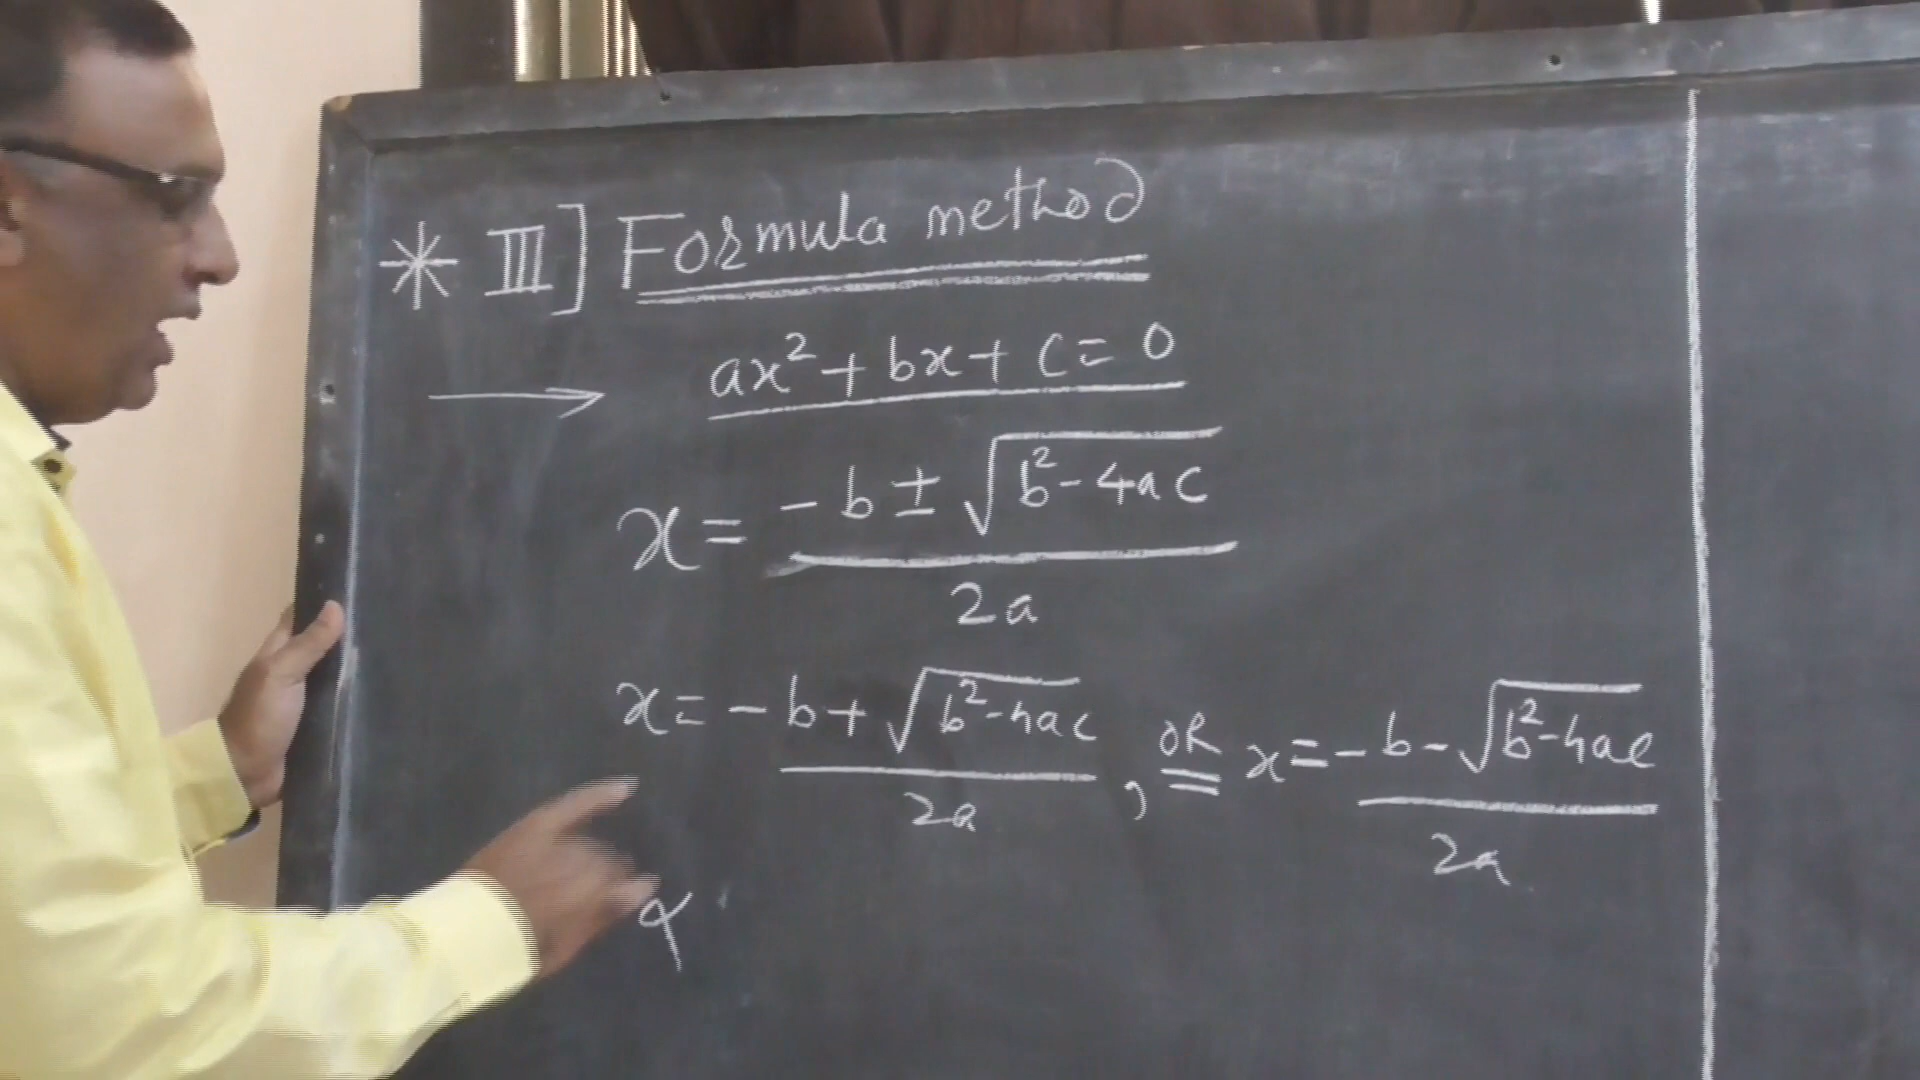 * III] Formula method
→ ax² + bx + c = 0
x = -b ± √(b² - 4ac)
2a
x = -b + √(b² - 4ac) , OR x = -b - √(b² - 4ac)
2a 2a
α